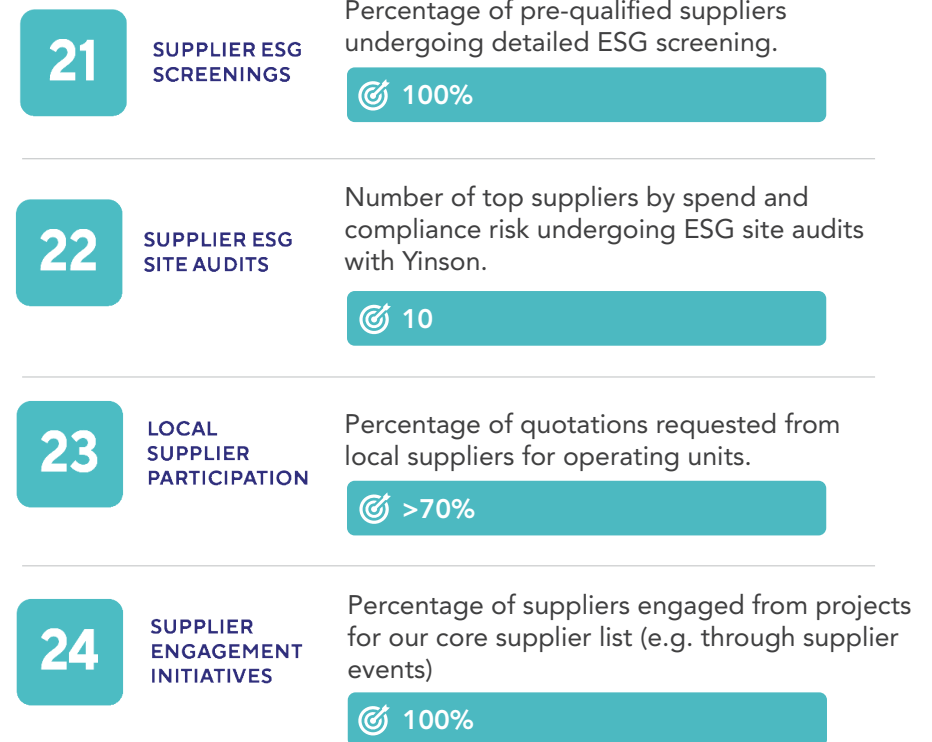 21
SUPPLIER ESG
SCREENINGS
Percentage of pre-qualified suppliers
undergoing detailed ESG screening.
100%
22
SUPPLIER ESG
SITE AUDITS
Number of top suppliers by spend and
compliance risk undergoing ESG site audits
with Yinson.
10
23
LOCAL
SUPPLIER
PARTICIPATION
Percentage of quotations requested from
local suppliers for operating units.
>70%
24
SUPPLIER
ENGAGEMENT
INITIATIVES
Percentage of suppliers engaged from projects
for our core supplier list (e.g. through supplier
events)
100%